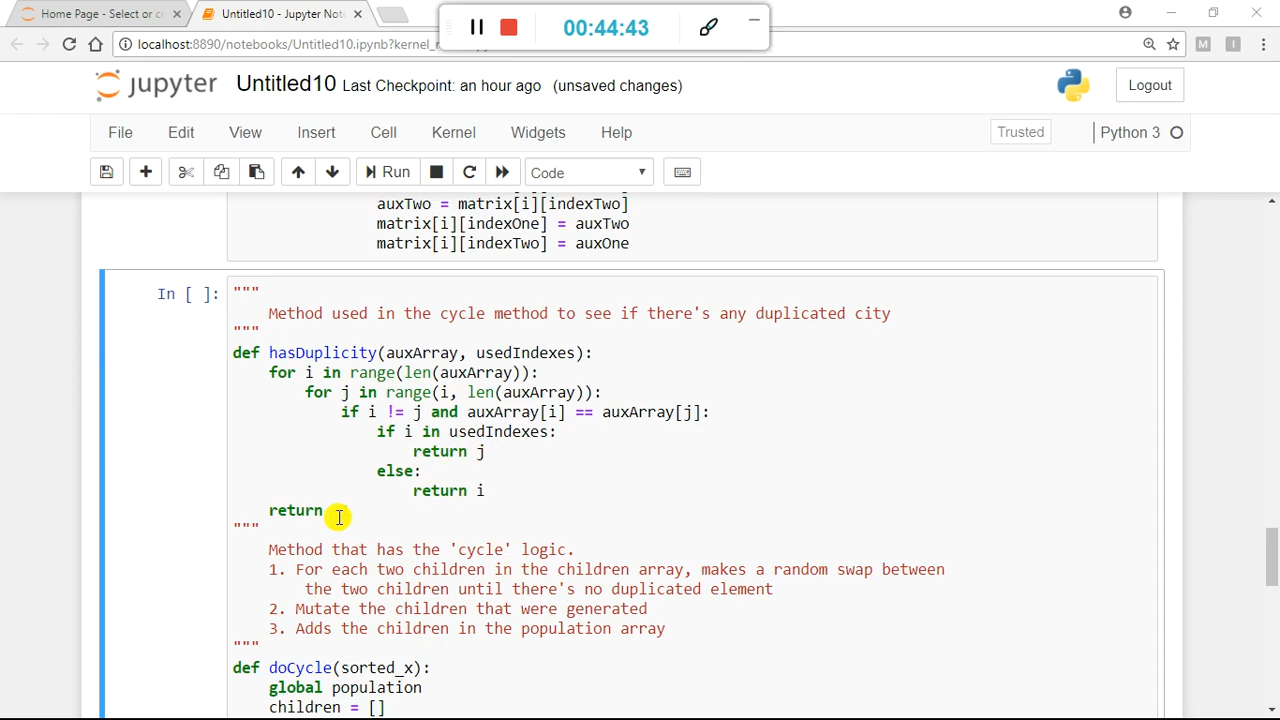 Home Page - Select or c
Untitled10 - Jupyter Not
00:44:43
localhost:8890/notebooks/Untitled10.ipynb?kernel_
jupyter Untitled10 Last Checkpoint: an hour ago (unsaved changes)
Logout
File Edit View Insert Cell Kernel Widgets Help
Trusted
Python 3
Run
Code
auxTwo = matrix[i][indexTwo]
matrix[i][indexOne] = auxTwo
matrix[i][indexTwo] = auxOne
In [ ]:
"""
Method used in the cycle method to see if there's any duplicated city
"""
def hasDuplicity(auxArray, usedIndexes):
for i in range(len(auxArray)):
for j in range(i, len(auxArray)):
if i != j and auxArray[i] == auxArray[j]:
if i in usedIndexes:
return j
else:
return i
return
"""
Method that has the 'cycle' logic.
1. For each two children in the children array, makes a random swap between
the two children until there's no duplicated element
2. Mutate the children that were generated
3. Adds the children in the population array
"""
def doCycle(sorted_x):
global population
children = []